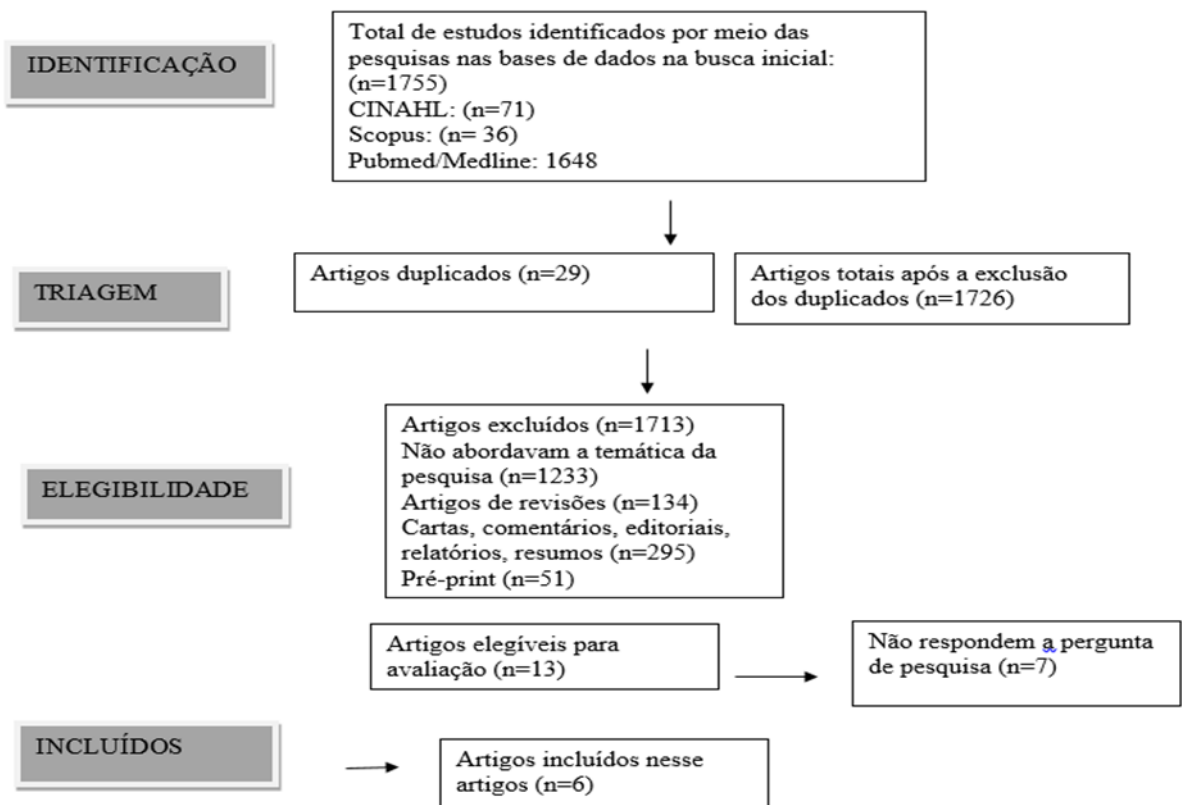 IDENTIFICAÇÃO
Total de estudos identificados por meio das
pesquisas nas bases de dados na busca inicial:
(n=1755)
CINAHL: (n=71)
Scopus: (n= 36)
Pubmed/Medline: 1648
TRIAGEM
Artigos duplicados (n=29)
Artigos totais após a exclusão
dos duplicados (n=1726)
ELEGIBILIDADE
Artigos excluídos (n=1713)
Não abordavam a temática da
pesquisa (n=1233)
Artigos de revisões (n=134)
Cartas, comentários, editoriais,
relatórios, resumos (n=295)
Pré-print (n=51)
Artigos elegíveis para
avaliação (n=13)
Não respondem a pergunta
de pesquisa (n=7)
INCLUÍDOS
Artigos incluídos nesse
artigos (n=6)